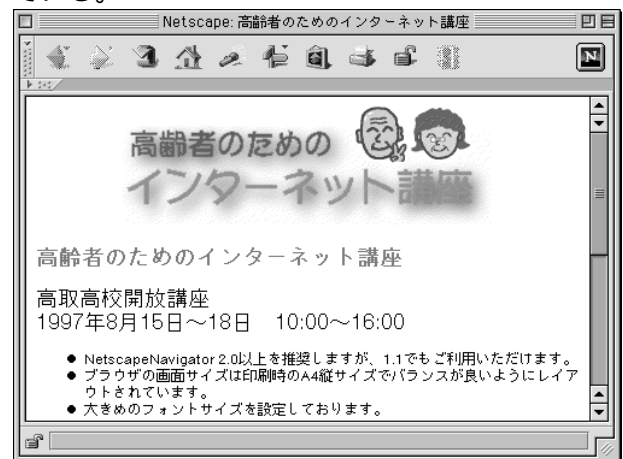 ている。
Netscape: 高齢者のためのインターネット講座
N
高齢者のための
インターネット講座
高齢者のためのインターネット講座
高取高校開放講座
1997年8月15日〜18日　10:00〜16:00
● NetscapeNavigator 2.0以上を推奨しますが、1.1でもご利用いただけます。
● ブラウザの画面サイズは印刷時のA4縦サイズでバランスが良いようにレイア
ウトされています。
● 大きめのフォントサイズを設定しております。